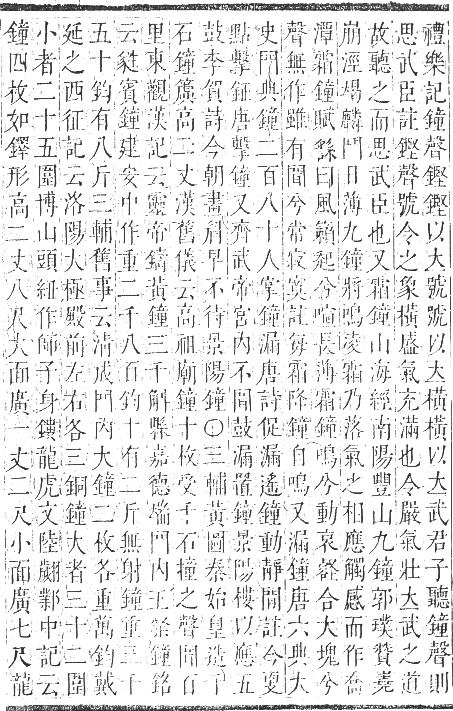 禮樂記鐘聲鏗鏗以大號號以大橫橫以大武君子聽鐘聲則
思武臣註鏗聲號令之象橫盛氣充滿也令嚴氣壯大武之道
故聽之而思武臣也又霜鐘山海經南陽豐山九鐘郭璞贊嶤
崩涇竭麟鬥日薄九鐘將鳴凌霜乃落氣之相應觸感而作喬
潭霜鐘賦繇曰風籟起兮喻長海霜鐘鳴兮動哀壑合大塊兮
聲無作雖有聞兮常寂寞註每霜降鐘自鳴又漏鐘唐六典大
史門典鐘二百八十人掌鐘漏唐詩促漏遙鐘動靜聞註今夏
點擊鉦唐擊鐘又齊武帝宮內不聞鼓漏置鐘景陽樓以應五
鼓李賀詩今朝畫眉早不待景陽鐘〇三輔黃圖秦始皇造千
石鐘簴高二丈漢舊儀云高祖廟鐘十枚受千石撞之聲聞百
里東觀漢記云靈帝鑄黃鐘三千斛懸嘉德端門内王粲鐘銘
云蕤賓鐘建安中作重二千八百鈞十有二斤無射鐘重三千
五十鈞有八斤三輔舊事云淸成門内大鐘二枚各重萬鈞戴
延之西征記云洛陽大極殿前左右各三銅鐘大者三十二圍
小者二十五圍博山頭紐作師子身鏤龍虎文陸翽鄴中記云
鐘四枚如鐸形高二丈八尺大面廣一丈二尺小面廣七尺龍